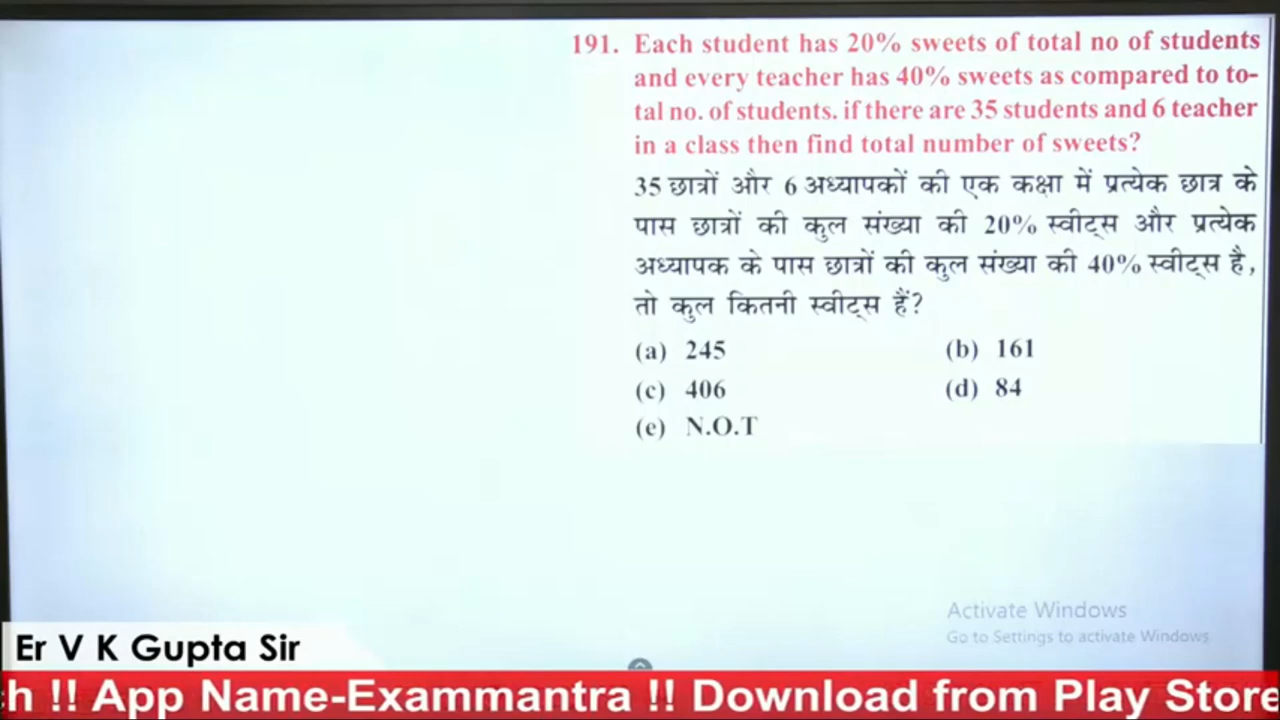 191. Each student has 20% sweets of total no of students
and every teacher has 40% sweets as compared to to-
tal no. of students. if there are 35 students and 6 teacher
in a class then find total number of sweets?
35 छात्रों और 6 अध्यापकों की एक कक्षा में प्रत्येक छात्र के
पास छात्रों की कुल संख्या की 20% स्वीट्स और प्रत्येक
अध्यापक के पास छात्रों की कुल संख्या की 40% स्वीट्स है,
तो कुल कितनी स्वीट्स हैं?
(a) 245 (b) 161
(c) 406 (d) 84
(e) N.O.T
Activate Windows
Go to Settings to activate Windows
Er V K Gupta Sir
h !! App Name-Exammantra !! Download from Play Store